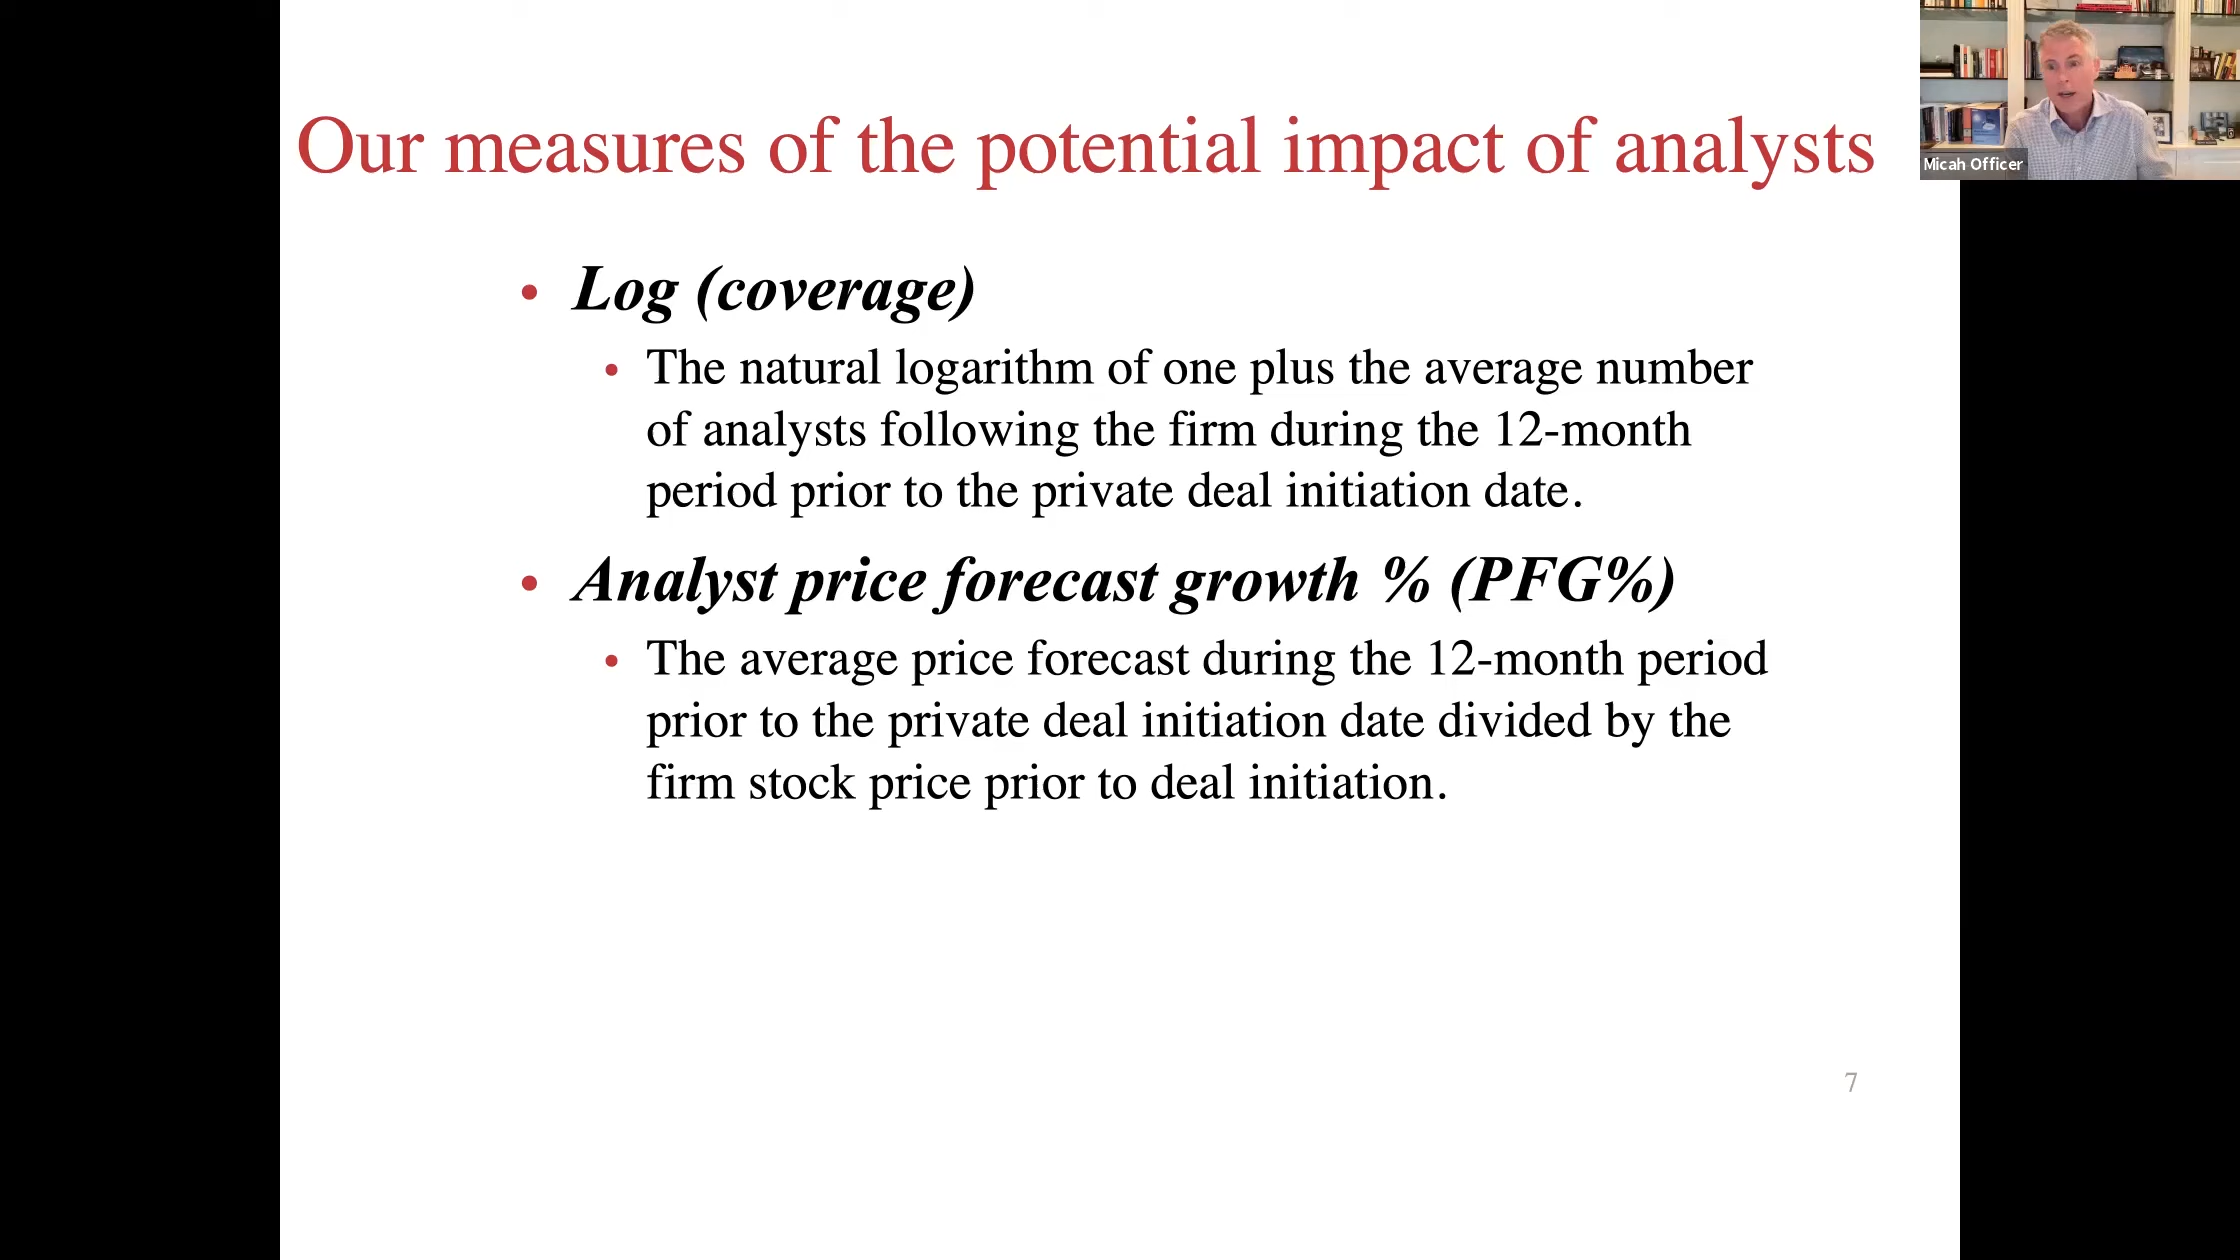 Our measures of the potential impact of analysts
Micah Officer
• Log (coverage)
• The natural logarithm of one plus the average number
of analysts following the firm during the 12-month
period prior to the private deal initiation date.
• Analyst price forecast growth % (PFG%)
• The average price forecast during the 12-month period
prior to the private deal initiation date divided by the
firm stock price prior to deal initiation.
7